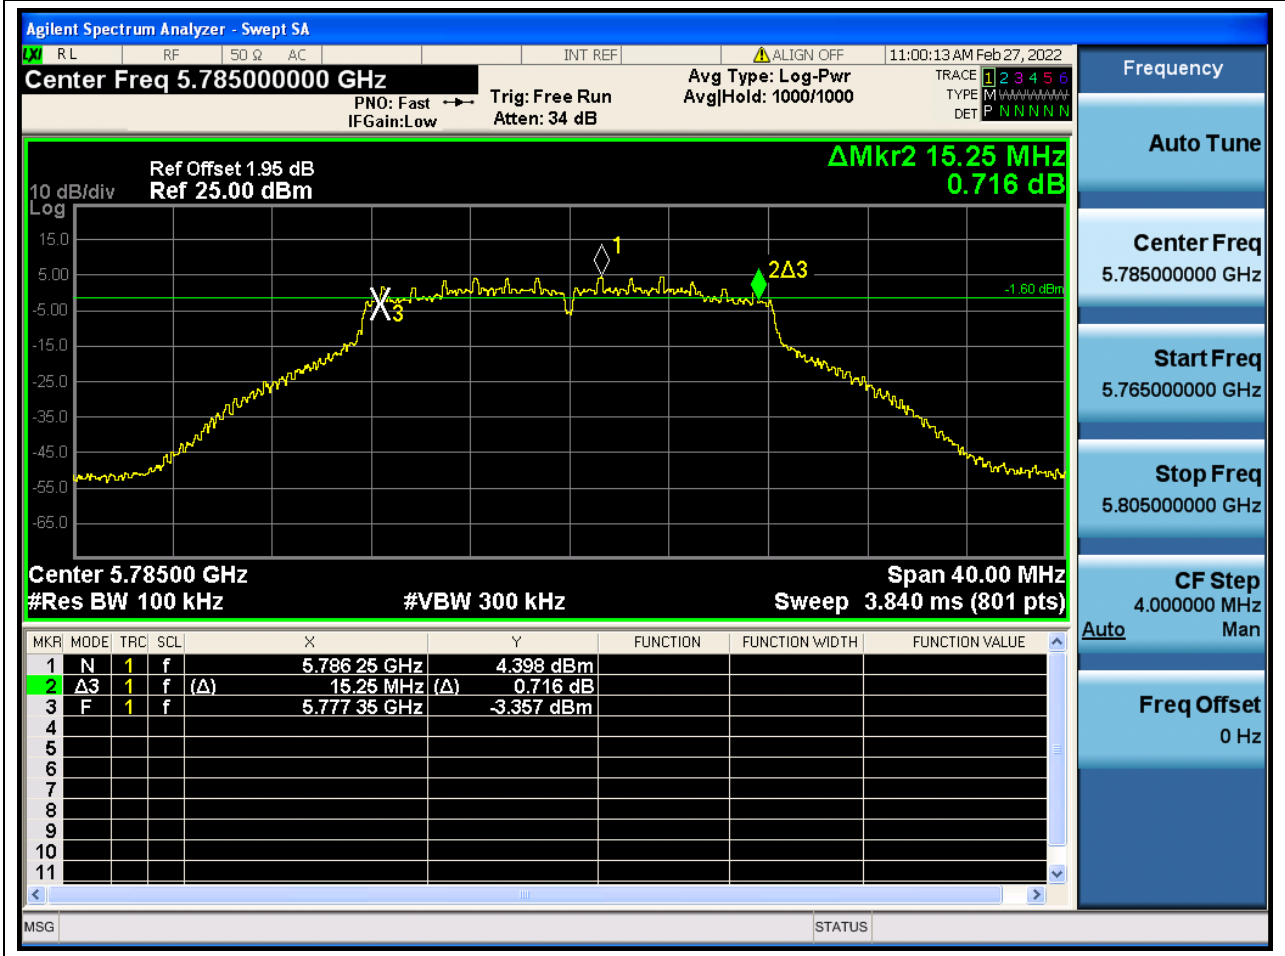 Agilent Spectrum Analyzer - Swept SA
LXI RL RF 50 Ω AC INT REF ALIGN OFF 11:00:13 AM Feb 27, 2022
Center Freq 5.785000000 GHz
PNO: Fast
IFGain:Low
Trig: Free Run
Atten: 34 dB
Avg Type: Log-Pwr
Avg|Hold: 1000/1000
TRACE 1 2 3 4 5 6
TYPE M
DET P N N N N N
Ref Offset 1.95 dB
Ref 25.00 dBm
10 dB/div
Log
ΔMkr2 15.25 MHz
0.716 dB
15.0
5.00
-5.00
-15.0
-25.0
-35.0
-45.0
-55.0
-65.0
1
2Δ3
3
-1.60 dBm
Center 5.78500 GHz
#Res BW 100 kHz
#VBW 300 kHz
Span 40.00 MHz
Sweep 3.840 ms (801 pts)
MKR MODE TRC SCL X Y FUNCTION FUNCTION WIDTH FUNCTION VALUE
1 N 1 f 5.786 25 GHz 4.398 dBm
2 Δ3 1 f (Δ) 15.25 MHz (Δ) 0.716 dB
3 F 1 f 5.777 35 GHz -3.357 dBm
4
5
6
7
8
9
10
11
MSG
STATUS
Frequency
Auto Tune
Center Freq
5.785000000 GHz
Start Freq
5.765000000 GHz
Stop Freq
5.805000000 GHz
CF Step
4.000000 MHz
Auto Man
Freq Offset
0 Hz